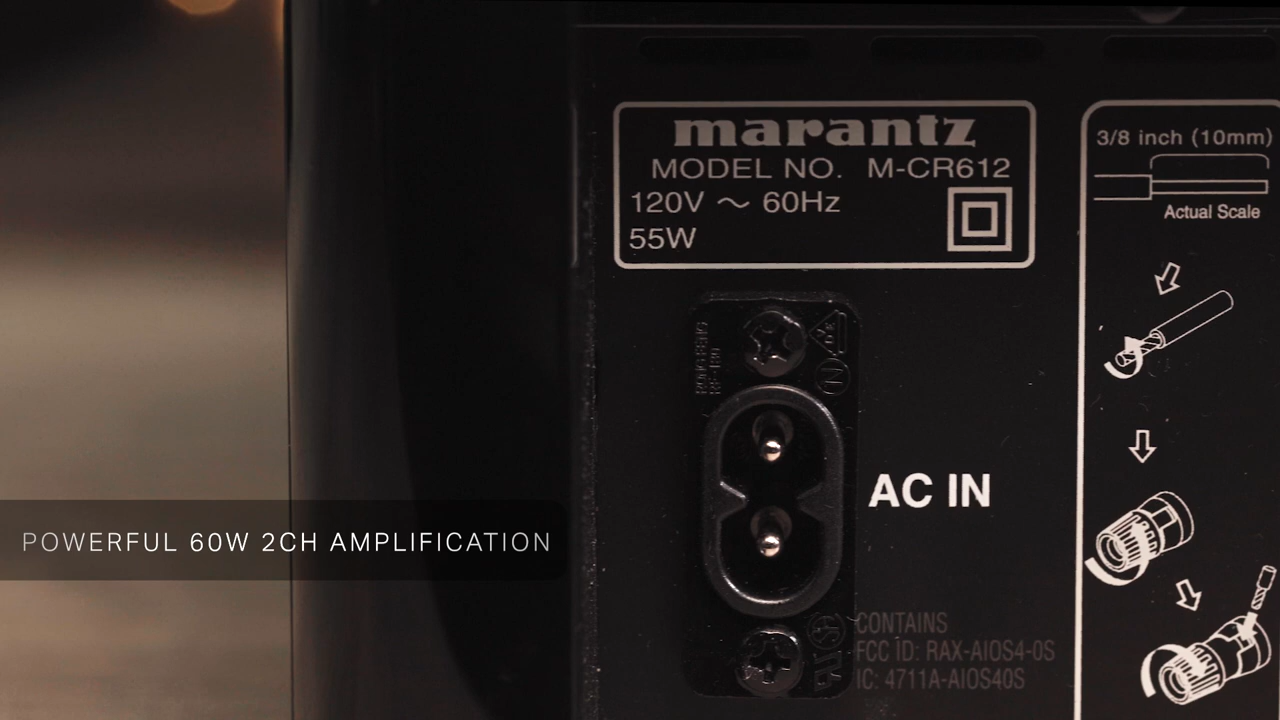 marantz
MODEL NO. M-CR612
120V ～ 60Hz
55W
3/8 inch (10mm)
Actual Scale
AC IN
POWERFUL 60W 2CH AMPLIFICATION
CONTAINS
FCC ID: RAX-AIOS4-0S
IC: 4711A-AIOS40S